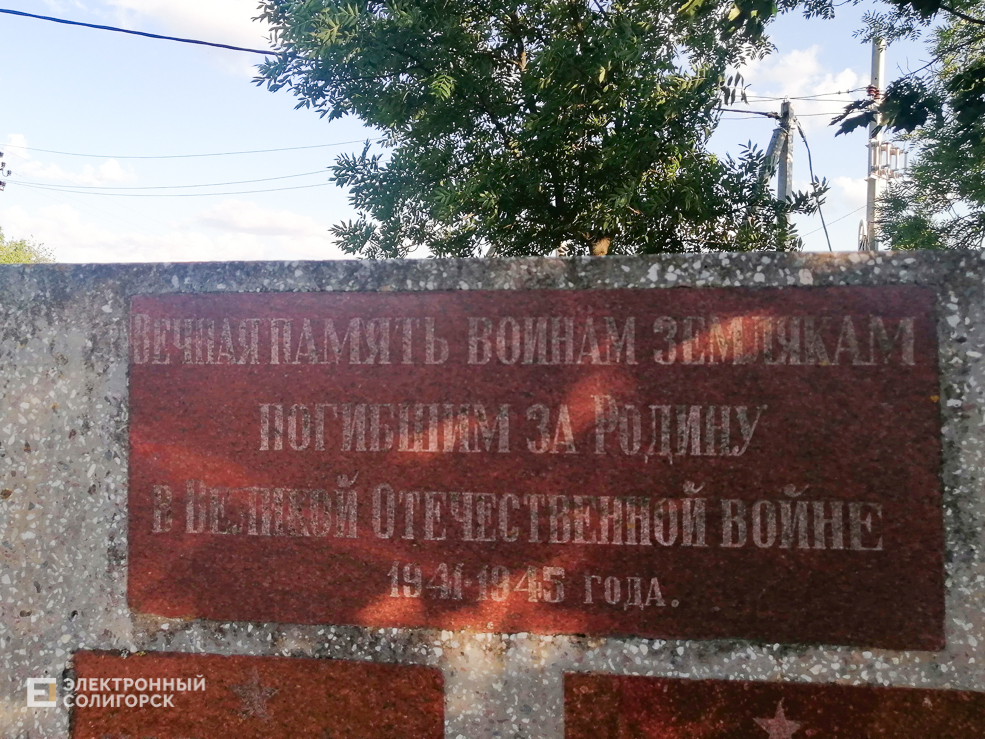 Вечная память воинам землякам
погибшим за Родину
в Великой Отечественной войне
1941-1945 года.
ЭЛЕКТРОННЫЙ
СОЛИГОРСК